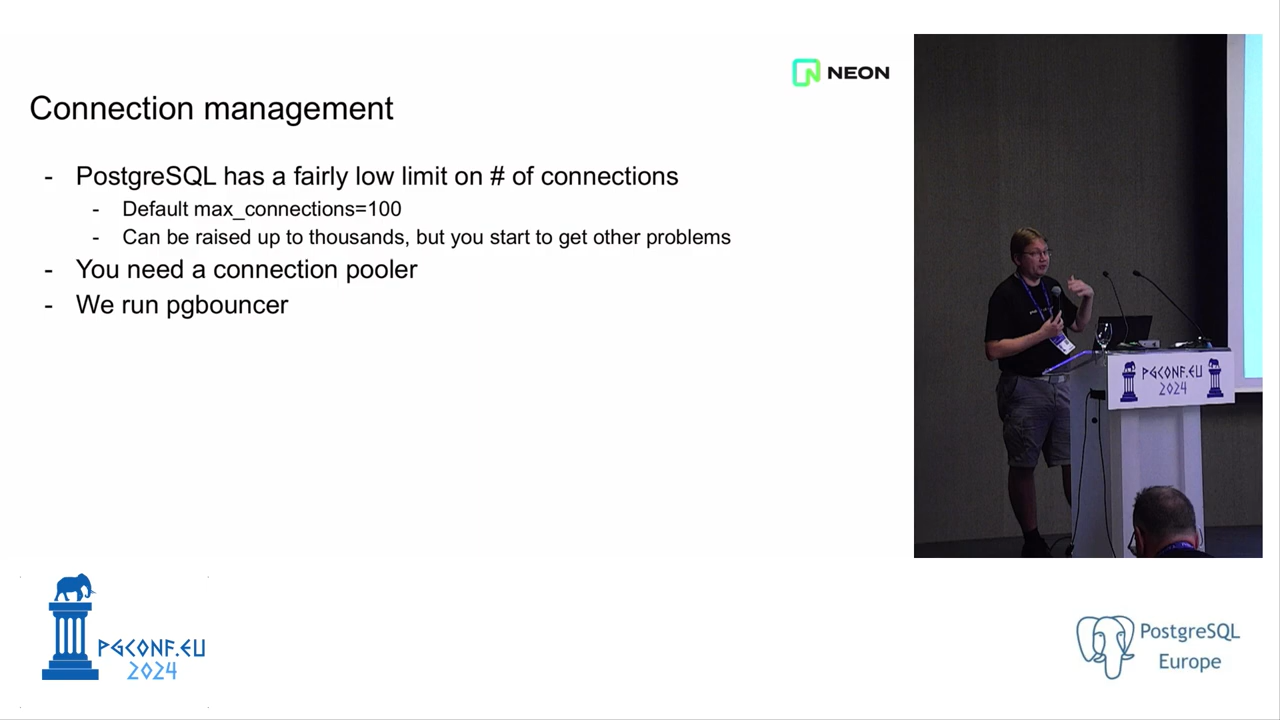 NEON
Connection management
- PostgreSQL has a fairly low limit on # of connections
- Default max_connections=100
- Can be raised up to thousands, but you start to get other problems
- You need a connection pooler
- We run pgbouncer
PGCONF.EU
2024
PGCONF.EU
2024
PostgreSQL
Europe